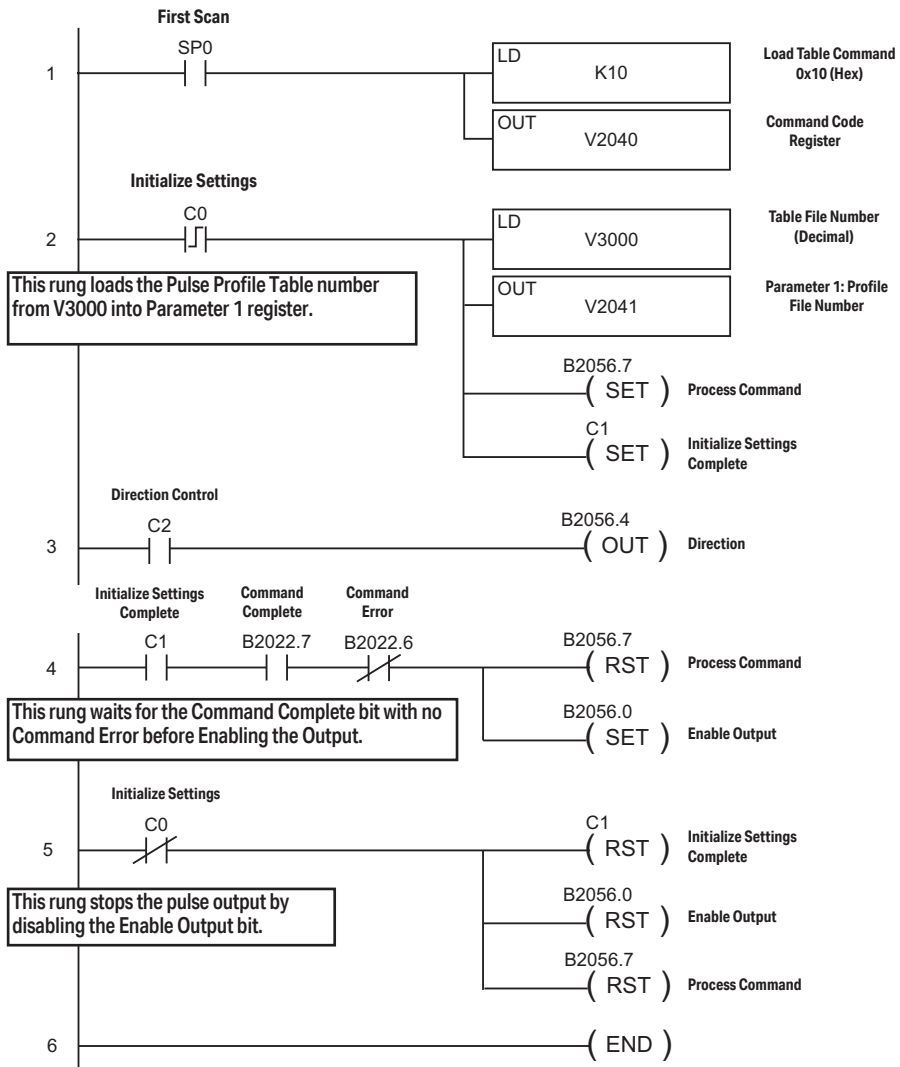 First Scan
SP0
1
LD
K10
Load Table Command
0x10 (Hex)
OUT
V2040
Command Code
Register
Initialize Settings
C0
2
LD
V3000
Table File Number
(Decimal)
This rung loads the Pulse Profile Table number
from V3000 into Parameter 1 register.
OUT
V2041
Parameter 1: Profile
File Number
B2056.7
( SET )
Process Command
C1
( SET )
Initialize Settings
Complete
Direction Control
C2
3
B2056.4
( OUT )
Direction
Initialize Settings
Complete
Command
Complete
Command
Error
C1
B2022.7
B2022.6
4
B2056.7
( RST )
Process Command
This rung waits for the Command Complete bit with no
Command Error before Enabling the Output.
B2056.0
( SET )
Enable Output
Initialize Settings
C0
5
C1
( RST )
Initialize Settings
Complete
This rung stops the pulse output by
disabling the Enable Output bit.
B2056.0
( RST )
Enable Output
B2056.7
( RST )
Process Command
6
( END )